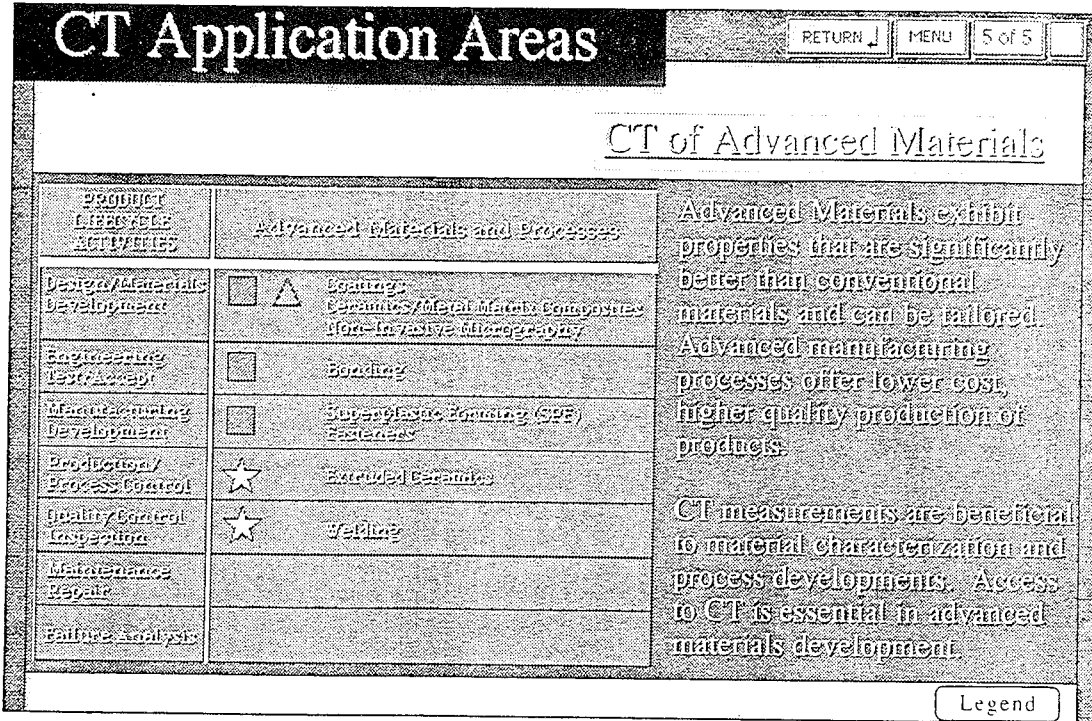 CT Application Areas
RETURN
MENU
5 of 5
CT of Advanced Materials
PRODUCT
LIFECYCLE
ACTIVITIES
Advanced Materials and Processes
Design/Materials
Development
Coatings
Ceramics/Metal Matrix Composites
Non-Invasive Micrography
Engineering
Test/Accept
Bonding
Manufacturing
Development
Superplastic Forming (SPF)
Fasteners
Production/
Process Control
Extruded Ceramics
Quality Control
Inspection
Welding
Maintenance
Repair
Failure Analysis
Advanced Materials exhibit
properties that are significantly
better than conventional
materials and can be tailored.
Advanced manufacturing
processes offer lower cost,
higher quality production of
products.
CT measurements are beneficial
to material characterization and
process developments. Access
to CT is essential in advanced
materials development.
Legend